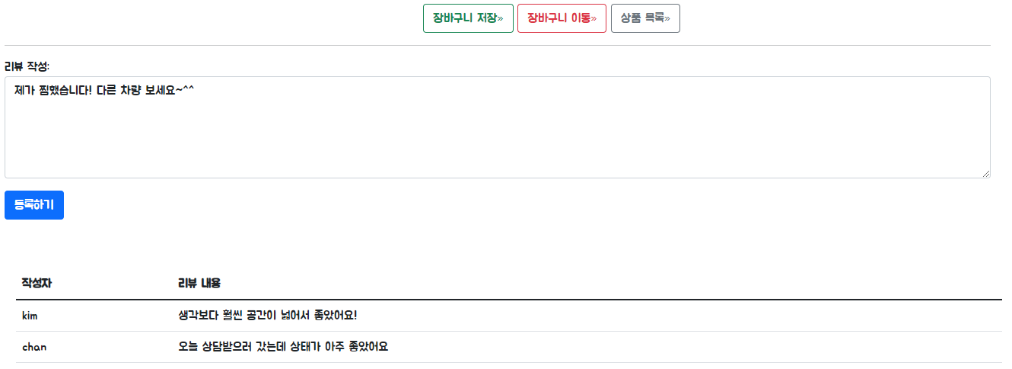 장바구니 저장» 장바구니 이동» 상품 목록»
리뷰 작성:
제가 찜했습니다! 다른 차량 보세요~^^
등록하기
작성자 리뷰 내용
kim 생각보다 훨씬 공간이 넓어서 좋았어요!
chan 오늘 상담받으러 갔는데 상태가 아주 좋았어요